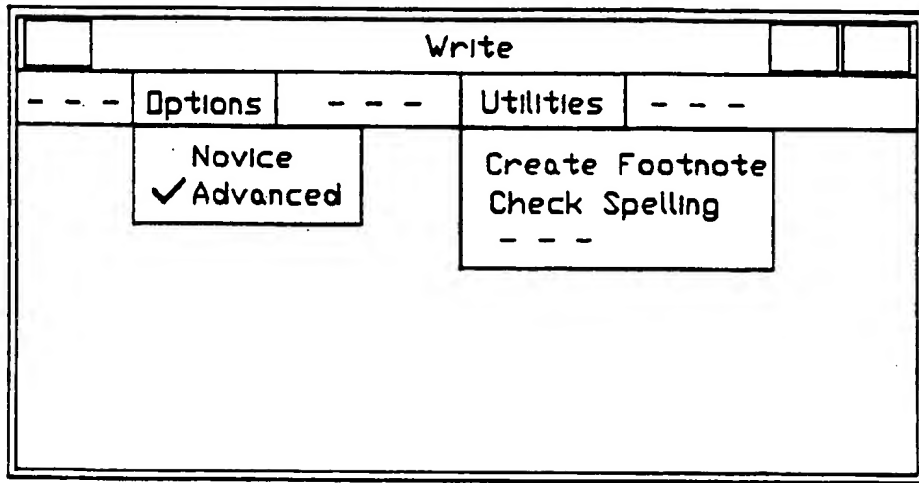 Write
- - - Options - - - Utilities - - -
Novice
✓ Advanced
Create Footnote
Check Spelling
- - -